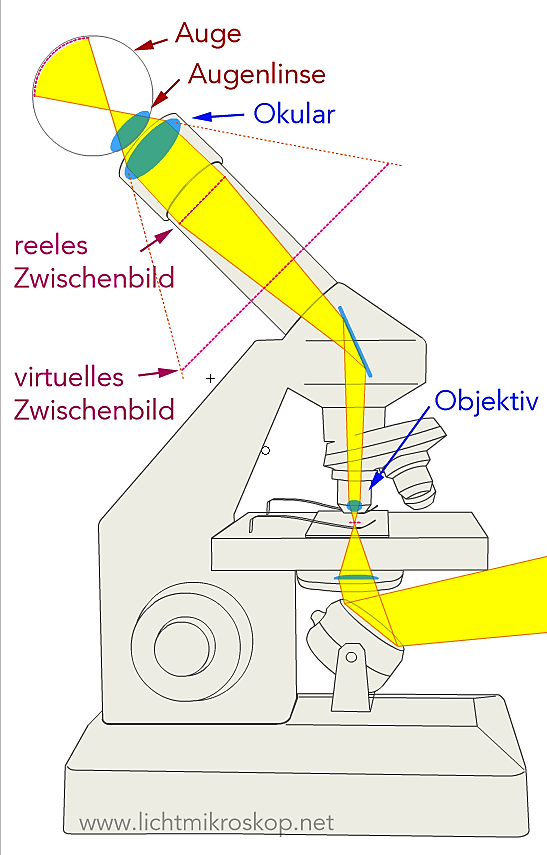 Auge
Augenlinse
Okular
reeles
Zwischenbild
virtuelles
Zwischenbild
Objektiv
www.lichtmikroskop.net